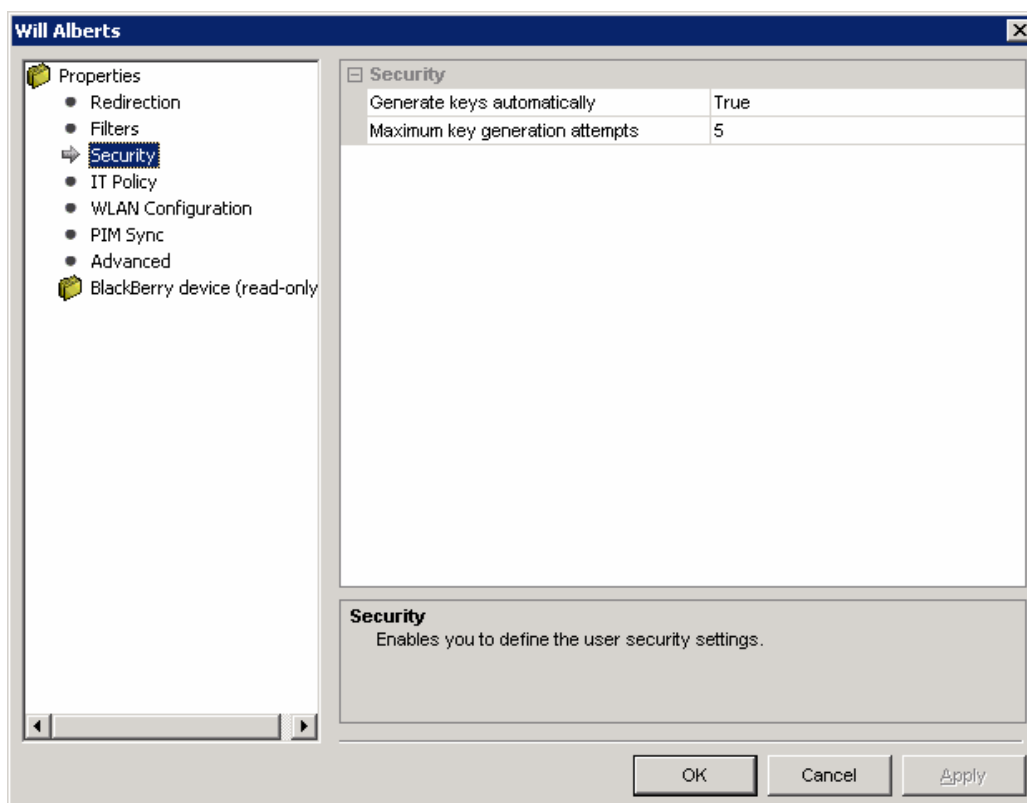 Will Alberts
Properties
Redirection
Filters
Security
IT Policy
WLAN Configuration
PIM Sync
Advanced
BlackBerry device (read-only
Security
Generate keys automatically True
Maximum key generation attempts 5
Security
Enables you to define the user security settings.
OK Cancel Apply